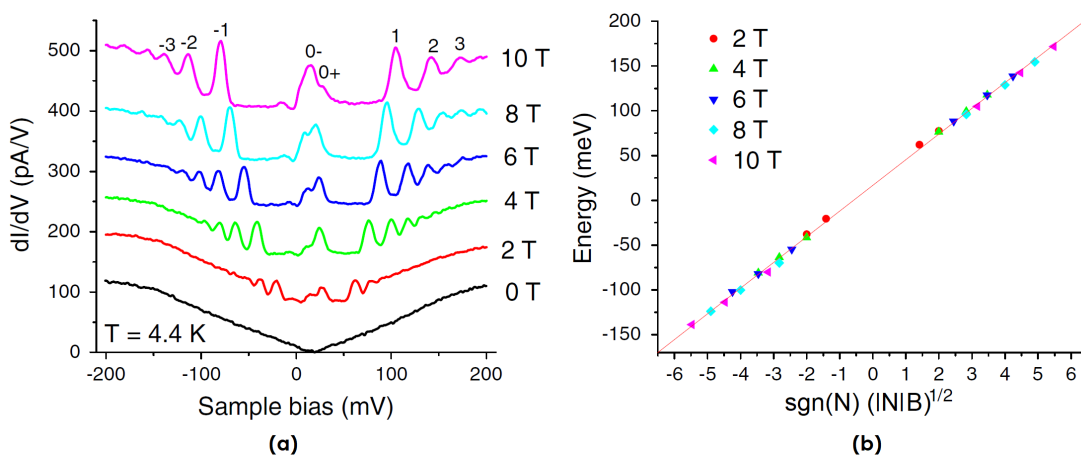 -3 -2 -1 0- 0+ 1 2 3
10 T
8 T
6 T
4 T
2 T
0 T
T = 4.4 K
dI/dV (pA/V)
500
400
300
200
100
0
-200 -100 0 100 200
Sample bias (mV)
(a)
2 T
4 T
6 T
8 T
10 T
Energy (meV)
200
150
100
50
0
-50
-100
-150
-6 -5 -4 -3 -2 -1 0 1 2 3 4 5 6
sgn(N) (|N|B)^1/2
(b)